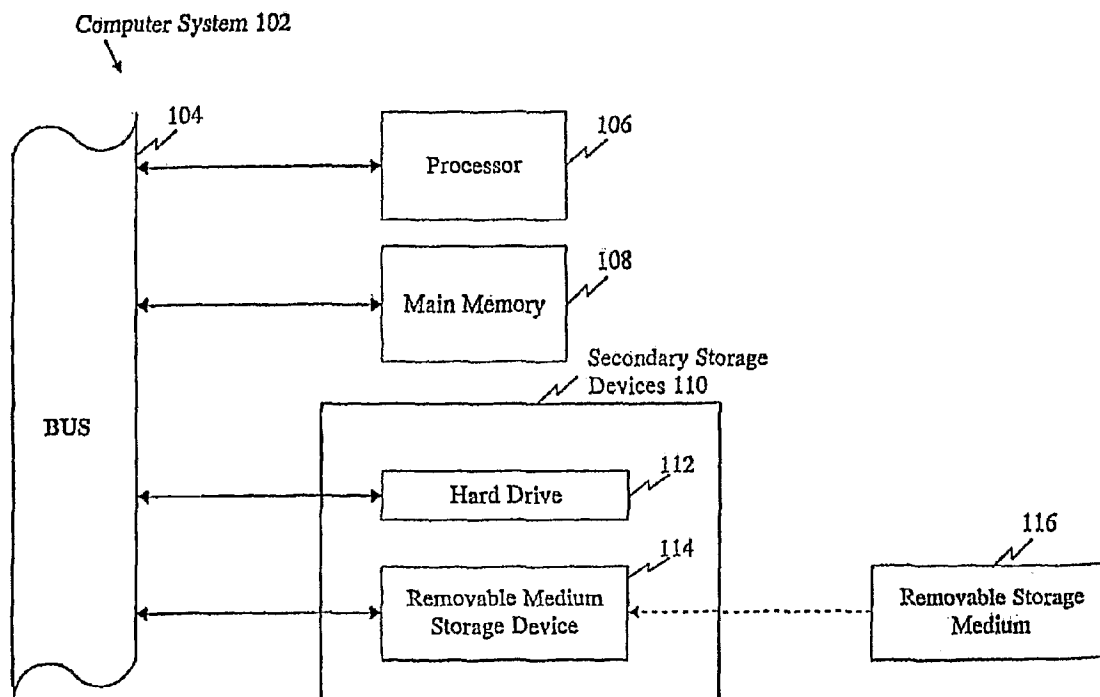 Computer System 102
104
106
Processor
108
Main Memory
Secondary Storage
Devices 110
BUS
112
Hard Drive
114
116
Removable Medium
Storage Device
Removable Storage
Medium